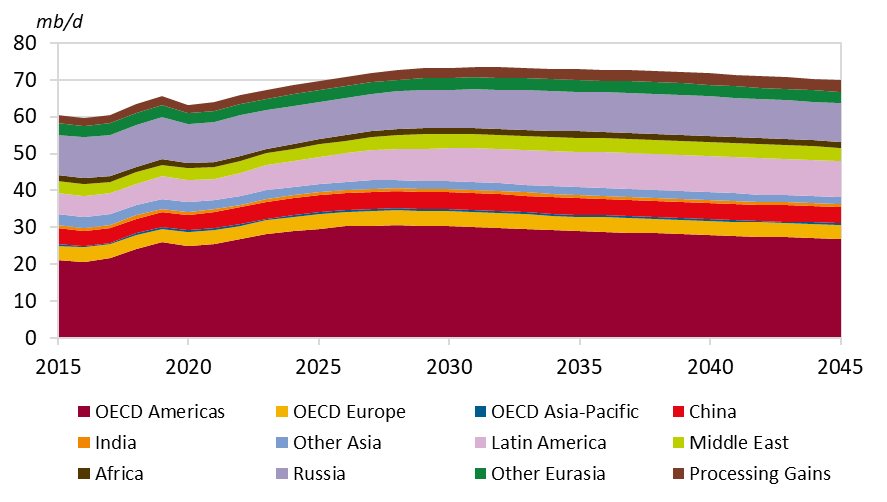 mb/d
80
70
60
50
40
30
20
10
0
2015 2020 2025 2030 2035 2040 2045
OECD Americas OECD Europe OECD Asia-Pacific China
India Other Asia Latin America Middle East
Africa Russia Other Eurasia Processing Gains